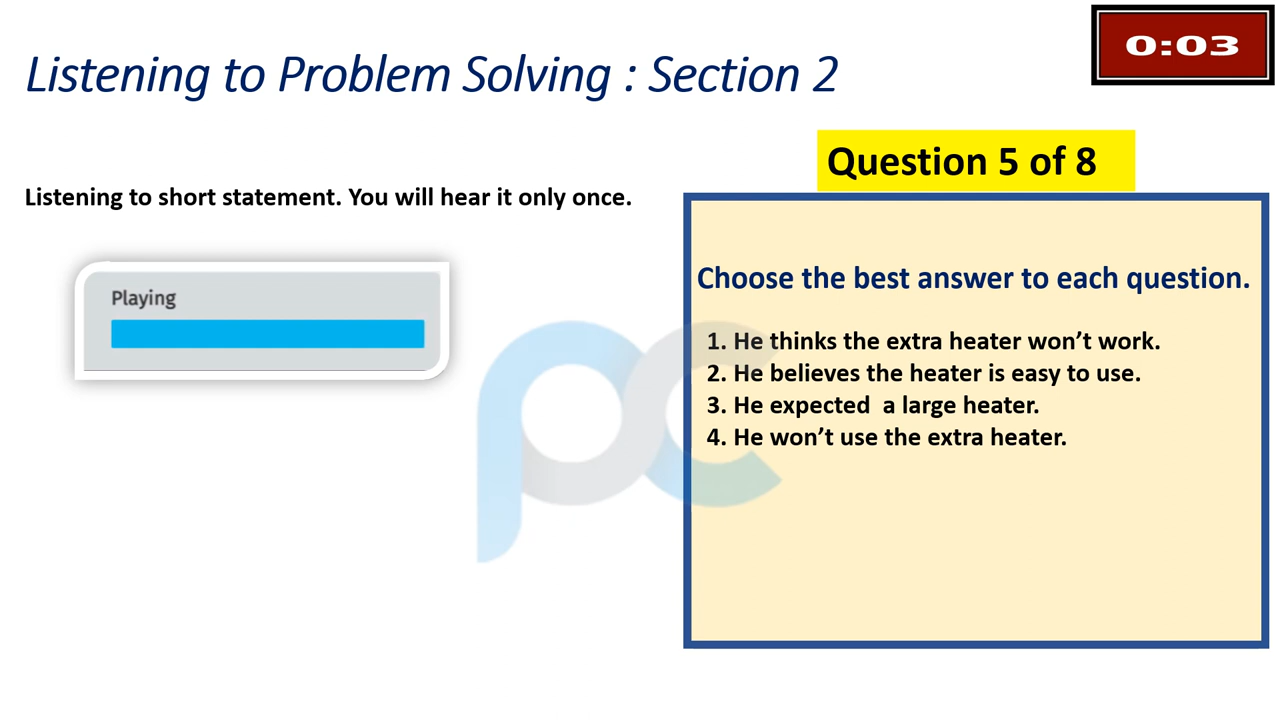 0:03
Listening to Problem Solving : Section 2
Question 5 of 8
Listening to short statement. You will hear it only once.
Playing
Choose the best answer to each question.
1. He thinks the extra heater won’t work.
2. He believes the heater is easy to use.
3. He expected  a large heater.
4. He won’t use the extra heater.
pc